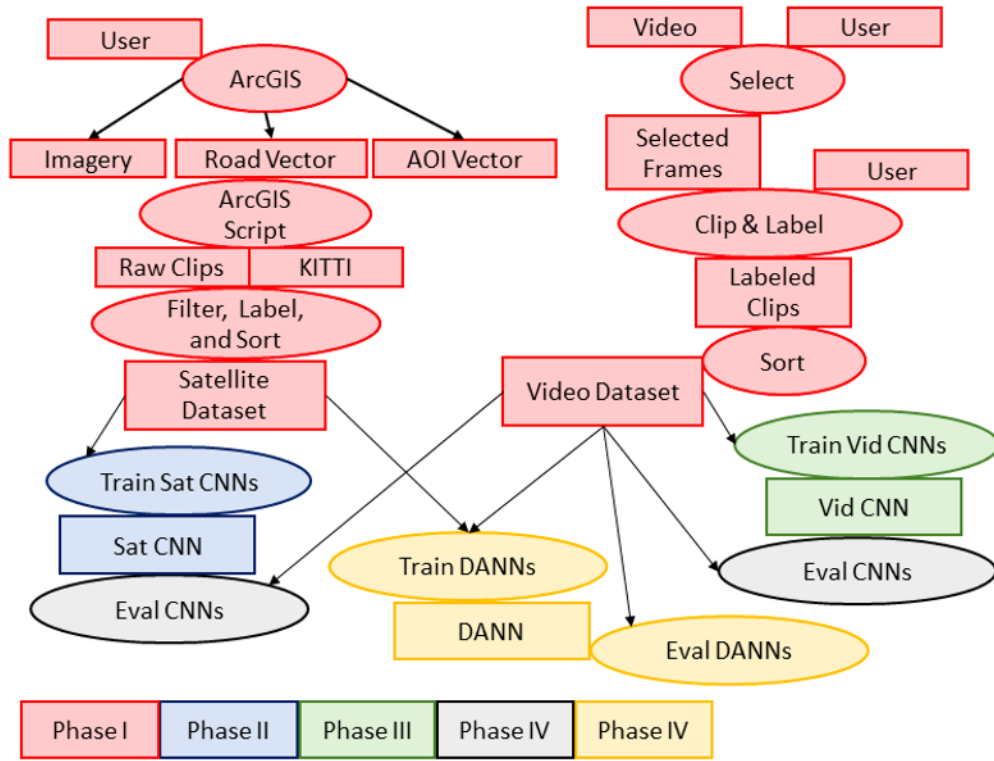 User
ArcGIS
Imagery
Road Vector
AOI Vector
ArcGIS
Script
Raw Clips
KITTI
Filter, Label,
and Sort
Satellite
Dataset
Train Sat CNNs
Sat CNN
Eval CNNs
Video
User
Select
Selected
Frames
User
Clip & Label
Labeled
Clips
Sort
Video Dataset
Train Vid CNNs
Vid CNN
Eval CNNs
Train DANNs
DANN
Eval DANNs
Phase I
Phase II
Phase III
Phase IV
Phase IV